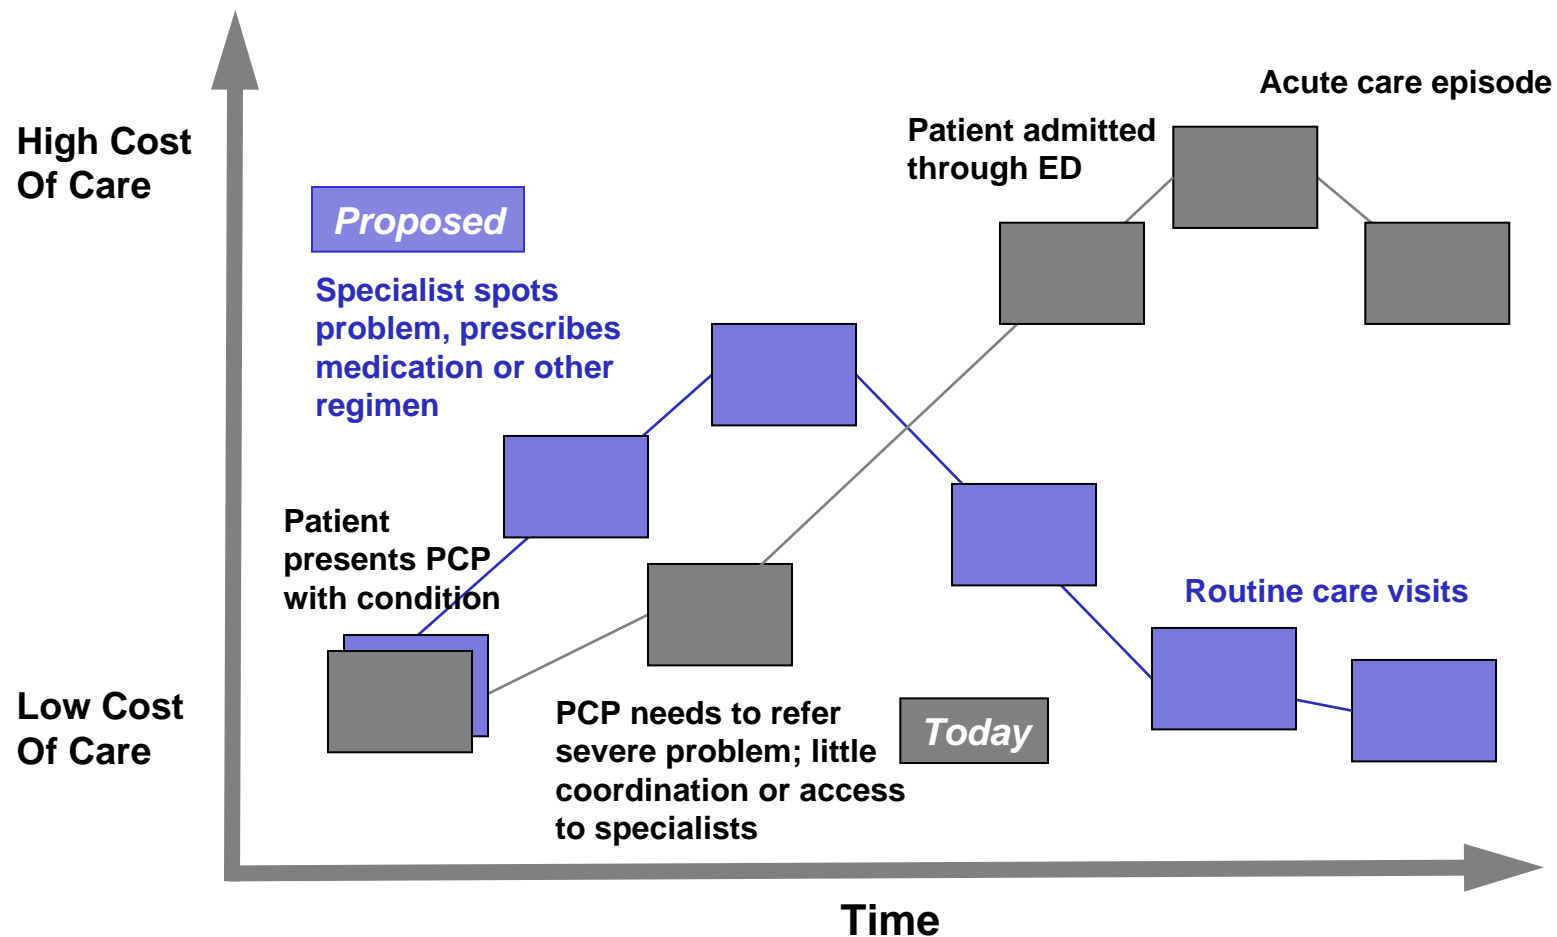 Acute care episode
Patient admitted
through ED
High Cost
Of Care
Proposed
Specialist spots
problem, prescribes
medication or other
regimen
Patient
presents PCP
with condition
Routine care visits
Low Cost
Of Care
PCP needs to refer
severe problem; little
coordination or access
to specialists
Today
Time